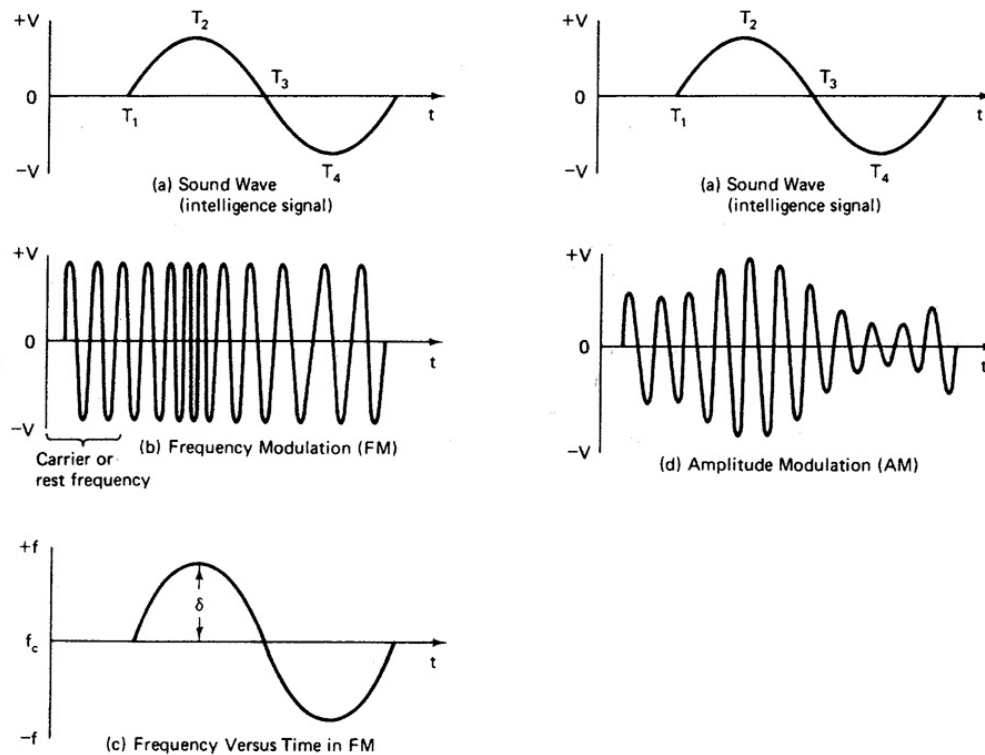 +V
T2
T3
0
T1
t
−V
T4
(a) Sound Wave
(intelligence signal)
+V
T2
T3
0
T1
t
−V
T4
(a) Sound Wave
(intelligence signal)
+V
0
t
−V
(b) Frequency Modulation (FM)
Carrier or
rest frequency
+V
0
t
−V
(d) Amplitude Modulation (AM)
+f
δ
fc
t
−f
(c) Frequency Versus Time in FM